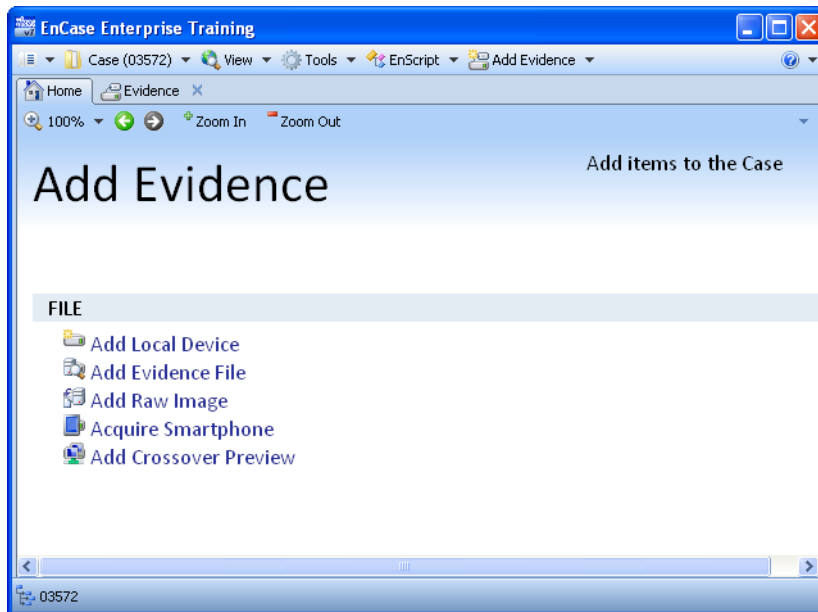 EnCase Enterprise Training
Case (03572) View Tools EnScript Add Evidence
Home Evidence
100% Zoom In Zoom Out
Add items to the Case
Add Evidence
FILE
Add Local Device
Add Evidence File
Add Raw Image
Acquire Smartphone
Add Crossover Preview
03572